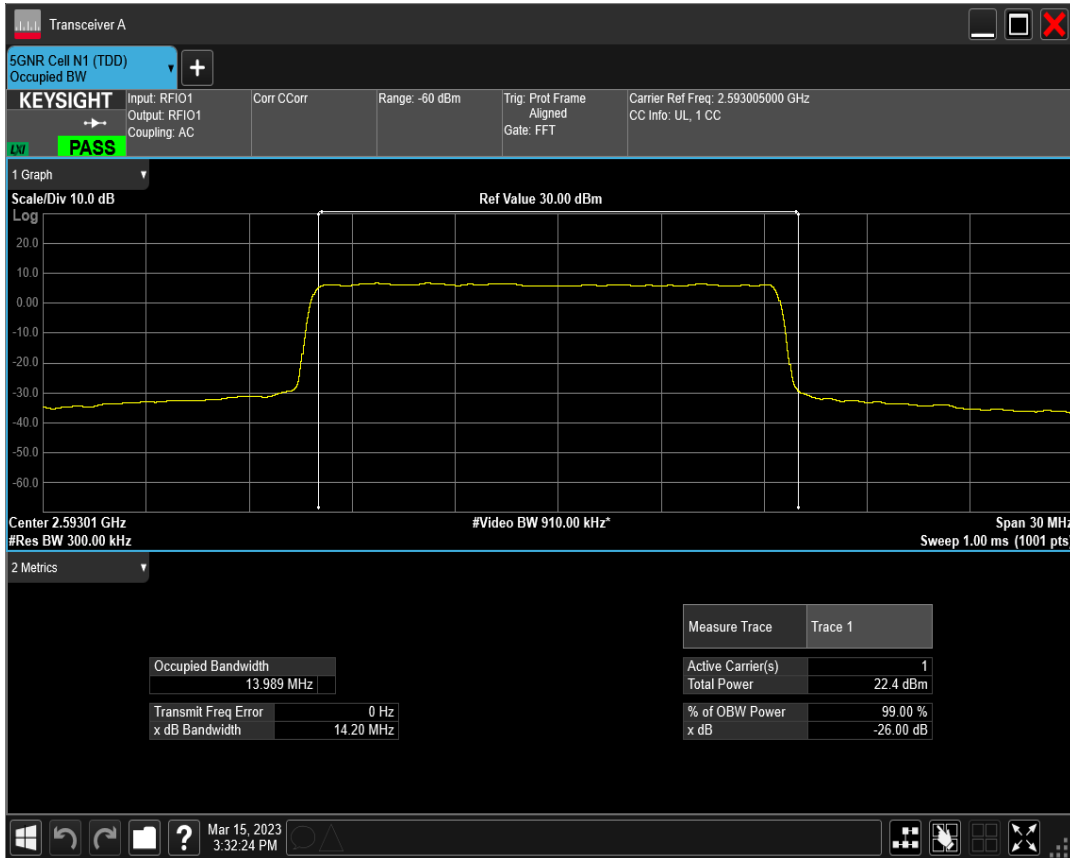 Transceiver A
5GNR Cell N1 (TDD)
Occupied BW
+
KEYSIGHT
LXI
PASS
Input: RFIO1
Output: RFIO1
Coupling: AC
Corr CCorr
Range: -60 dBm
Trig: Prot Frame
Aligned
Gate: FFT
Carrier Ref Freq: 2.593005000 GHz
CC Info: UL, 1 CC
1 Graph
Scale/Div 10.0 dB
Ref Value 30.00 dBm
Log
20.0
10.0
0.00
-10.0
-20.0
-30.0
-40.0
-50.0
-60.0
Center 2.59301 GHz
#Video BW 910.00 kHz*
Span 30 MHz
#Res BW 300.00 kHz
Sweep 1.00 ms (1001 pts)
2 Metrics
Measure Trace Trace 1
Occupied Bandwidth
13.989 MHz
Active Carrier(s) 1
Total Power 22.4 dBm
Transmit Freq Error 0 Hz
x dB Bandwidth 14.20 MHz
% of OBW Power 99.00 %
x dB -26.00 dB
?
Mar 15, 2023
3:32:24 PM